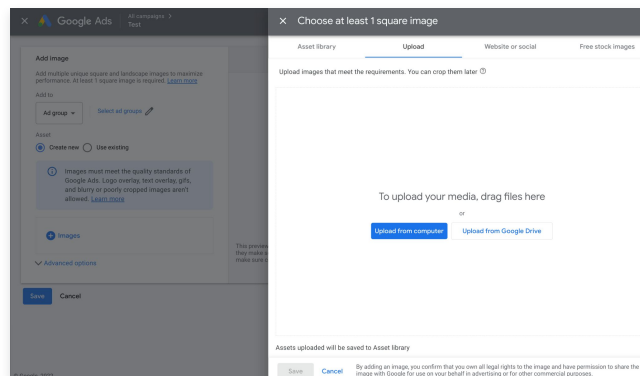 Google Ads
All campaigns
Test
Add image
Add multiple unique square and landscape images to maximize
performance. At least 1 square image is required. Learn more
Add to
Ad group
Select ad groups
Asset
Create new
Use existing
Images must meet the quality standards of
Google Ads. Logo overlay, text overlay, gifs,
and blurry or poorly cropped images aren't
allowed. Learn more
Images
Advanced options
Save
Cancel
This preview
they make
make sure
© Google, 2023
Choose at least 1 square image
Asset library
Upload
Website or social
Free stock images
Upload images that meet the requirements. You can crop them later
To upload your media, drag files here
or
Upload from computer
Upload from Google Drive
Assets uploaded will be saved to Asset library
Save
Cancel
By adding an image, you confirm that you own all legal rights to the image and have permission to share the
image with Google for use on your behalf in advertising or for other commercial purposes.